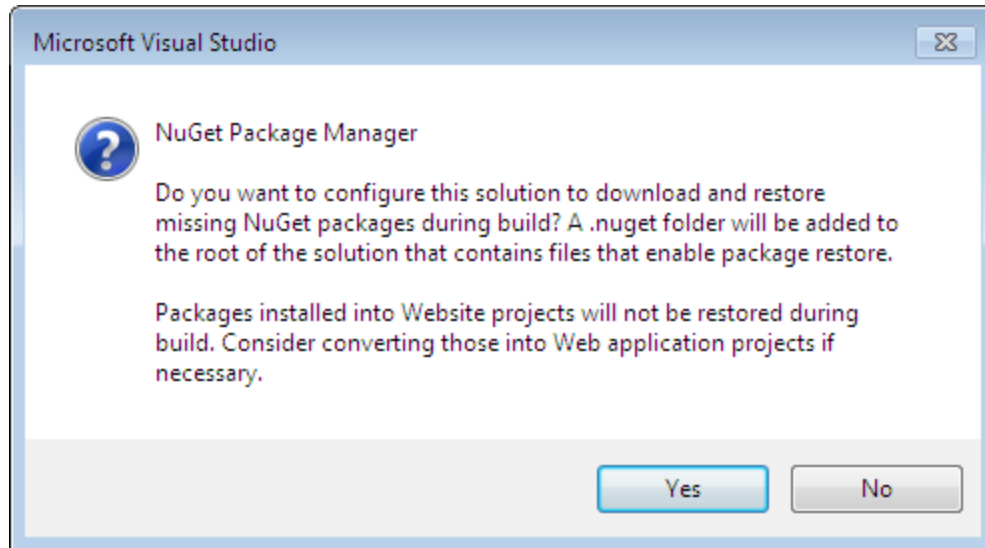 Microsoft Visual Studio
NuGet Package Manager
Do you want to configure this solution to download and restore
missing NuGet packages during build? A .nuget folder will be added to
the root of the solution that contains files that enable package restore.
Packages installed into Website projects will not be restored during
build. Consider converting those into Web application projects if
necessary.
Yes
No